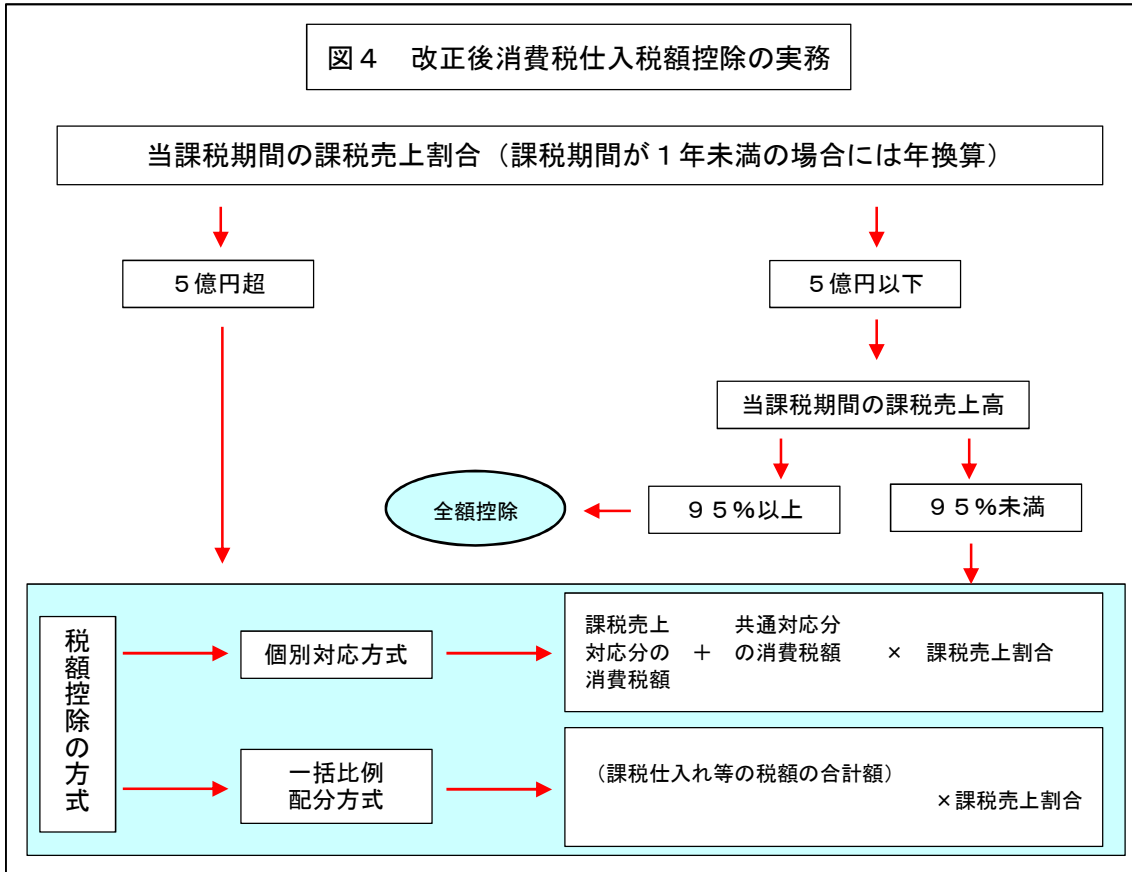 図４　改正後消費税仕入税額控除の実務
当課税期間の課税売上割合（課税期間が１年未満の場合には年換算）
５億円超
５億円以下
当課税期間の課税売上高
全額控除
９５％以上
９５％未満
税額控除の方式
個別対応方式
課税売上
対応分の
消費税額
＋
共通対応分
の消費税額
×
課税売上割合
一括比例
配分方式
（課税仕入れ等の税額の合計額）
×課税売上割合